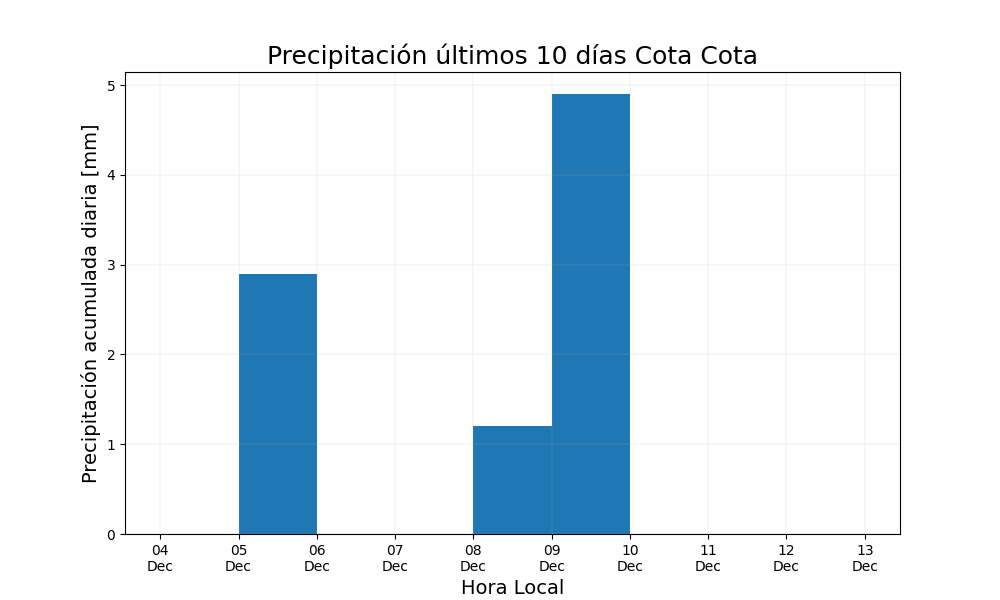 Precipitación últimos 10 días Cota Cota
Precipitación acumulada diaria [mm]
5
4
3
2
1
0
04 05 06 07 08 09 10 11 12 13
Dec Dec Dec Dec Dec Dec Dec Dec Dec Dec
Hora Local